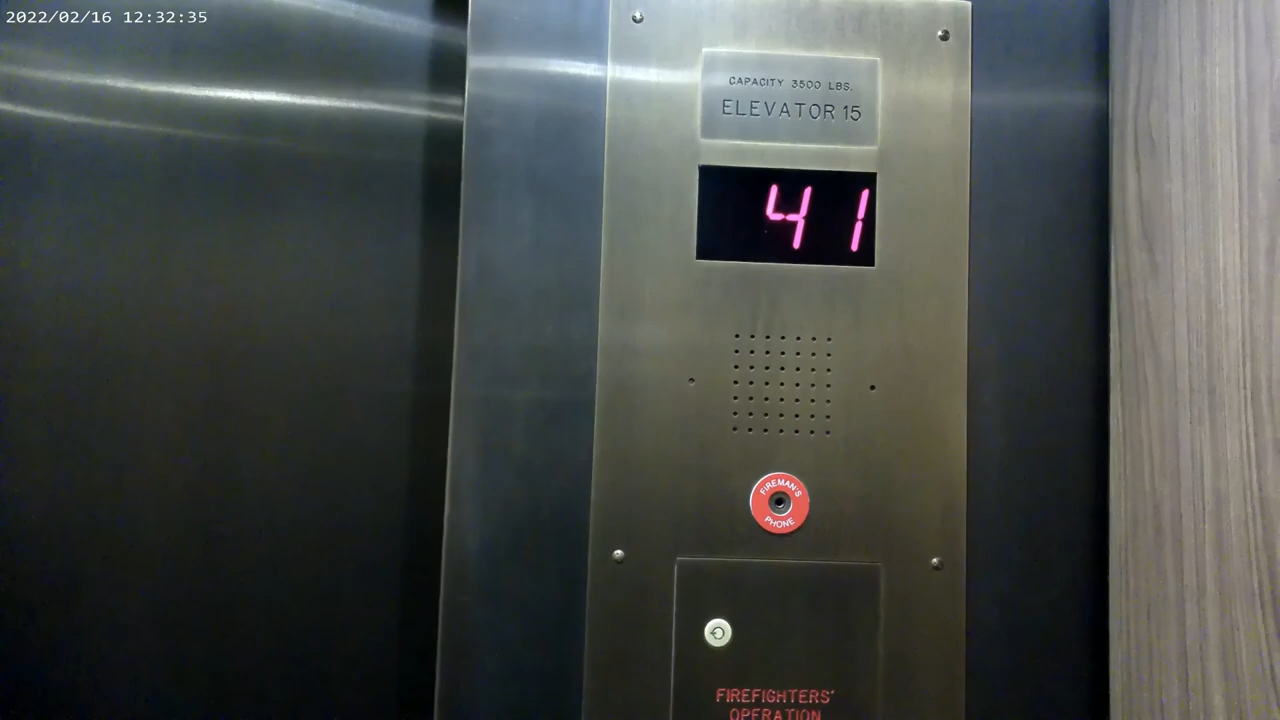 2022/02/16 12:32:35
CAPACITY 3500 LBS.
ELEVATOR 15
41
FIREMAN'S
PHONE
FIREFIGHTERS'
OPERATION